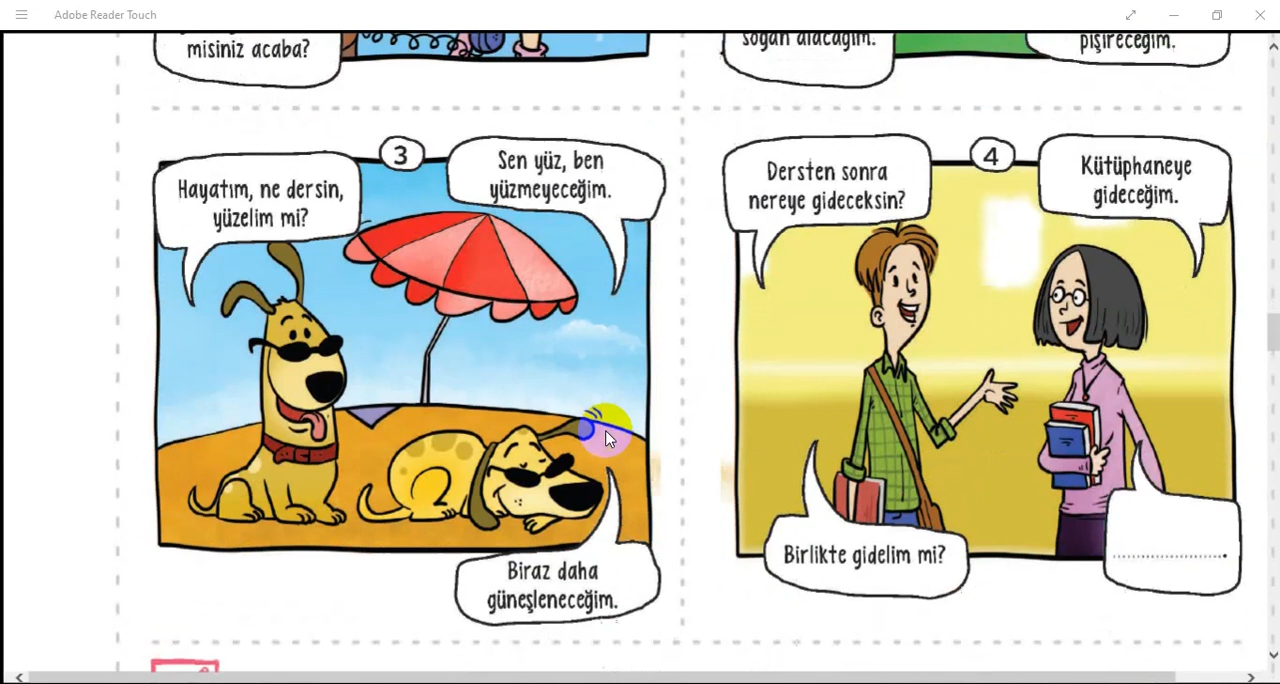 Adobe Reader Touch
misiniz acaba?
soğan alacağım.
pişireceğim.
3
Hayatım, ne dersin,
yüzelim mi?
Sen yüz, ben
yüzmeyeceğim.
Biraz daha
güneşleneceğim.
4
Dersten sonra
nereye gideceksin?
Kütüphaneye
gideceğim.
Birlikte gidelim mi?
........................